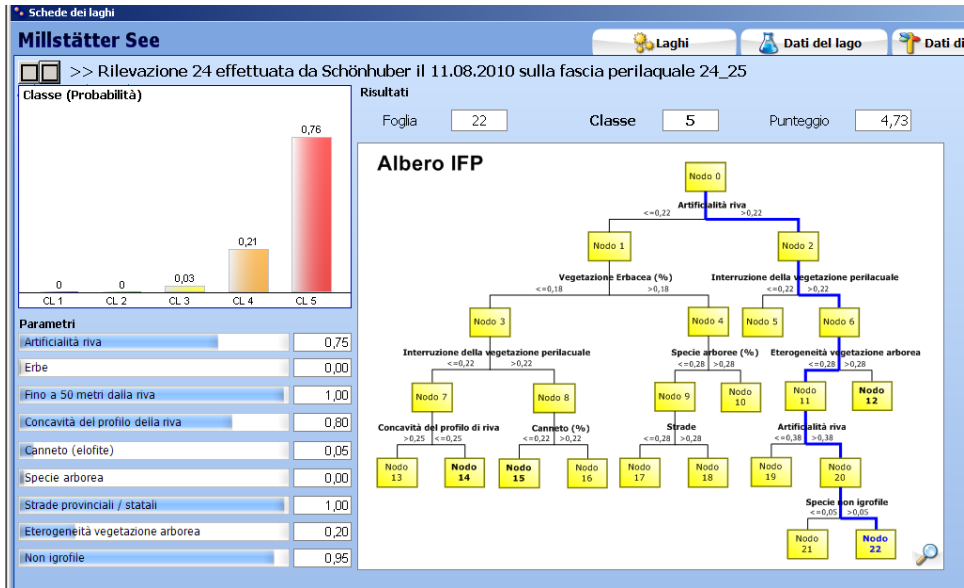 Schede dei laghi
Millstätter See
Laghi
Dati del lago
Dati di
>> Rilevazione 24 effettuata da Schönhuber il 11.08.2010 sulla fascia perilaquale 24_25
Classe (Probabilità)
0,76
0,21
0,03
0
0
CL 1
CL 2
CL 3
CL 4
CL 5
Parametri
Artificialità riva 0,75
Erbe 0,00
Fino a 50 metri dalla riva 1,00
Concavità del profilo della riva 0,80
Canneto (elofite) 0,05
Specie arborea 0,00
Strade provinciali / statali 1,00
Eterogeneità vegetazione arborea 0,20
Non igrofile 0,95
Risultati
Foglia 22 Classe 5 Punteggio 4,73
Albero IFP
Nodo 0
Artificialità riva
<=0,22 >0,22
Nodo 1
Nodo 2
Vegetazione Erbacea (%)
<=0,18 >0,18
Interruzione della vegetazione perilacuale
<=0,22 >0,22
Nodo 3
Nodo 4
Nodo 5
Nodo 6
Interruzione della vegetazione perilacuale
<=0,22 >0,22
Specie arboree (%)
<=0,28 >0,28
Eterogeneità vegetazione arborea
<=0,28 >0,28
Nodo 7
Nodo 8
Nodo 9
Nodo
10
Nodo
11
Nodo
12
Concavità del profilo di riva
>0,25 <=0,25
Canneto (%)
<=0,22 >0,22
Strade
<=0,28 >0,28
Artificialità riva
<=0,38 >0,38
Nodo
13
Nodo
14
Nodo
15
Nodo
16
Nodo
17
Nodo
18
Nodo
19
Nodo
20
Specie non igrofile
<=0,05 >0,05
Nodo
21
Nodo
22